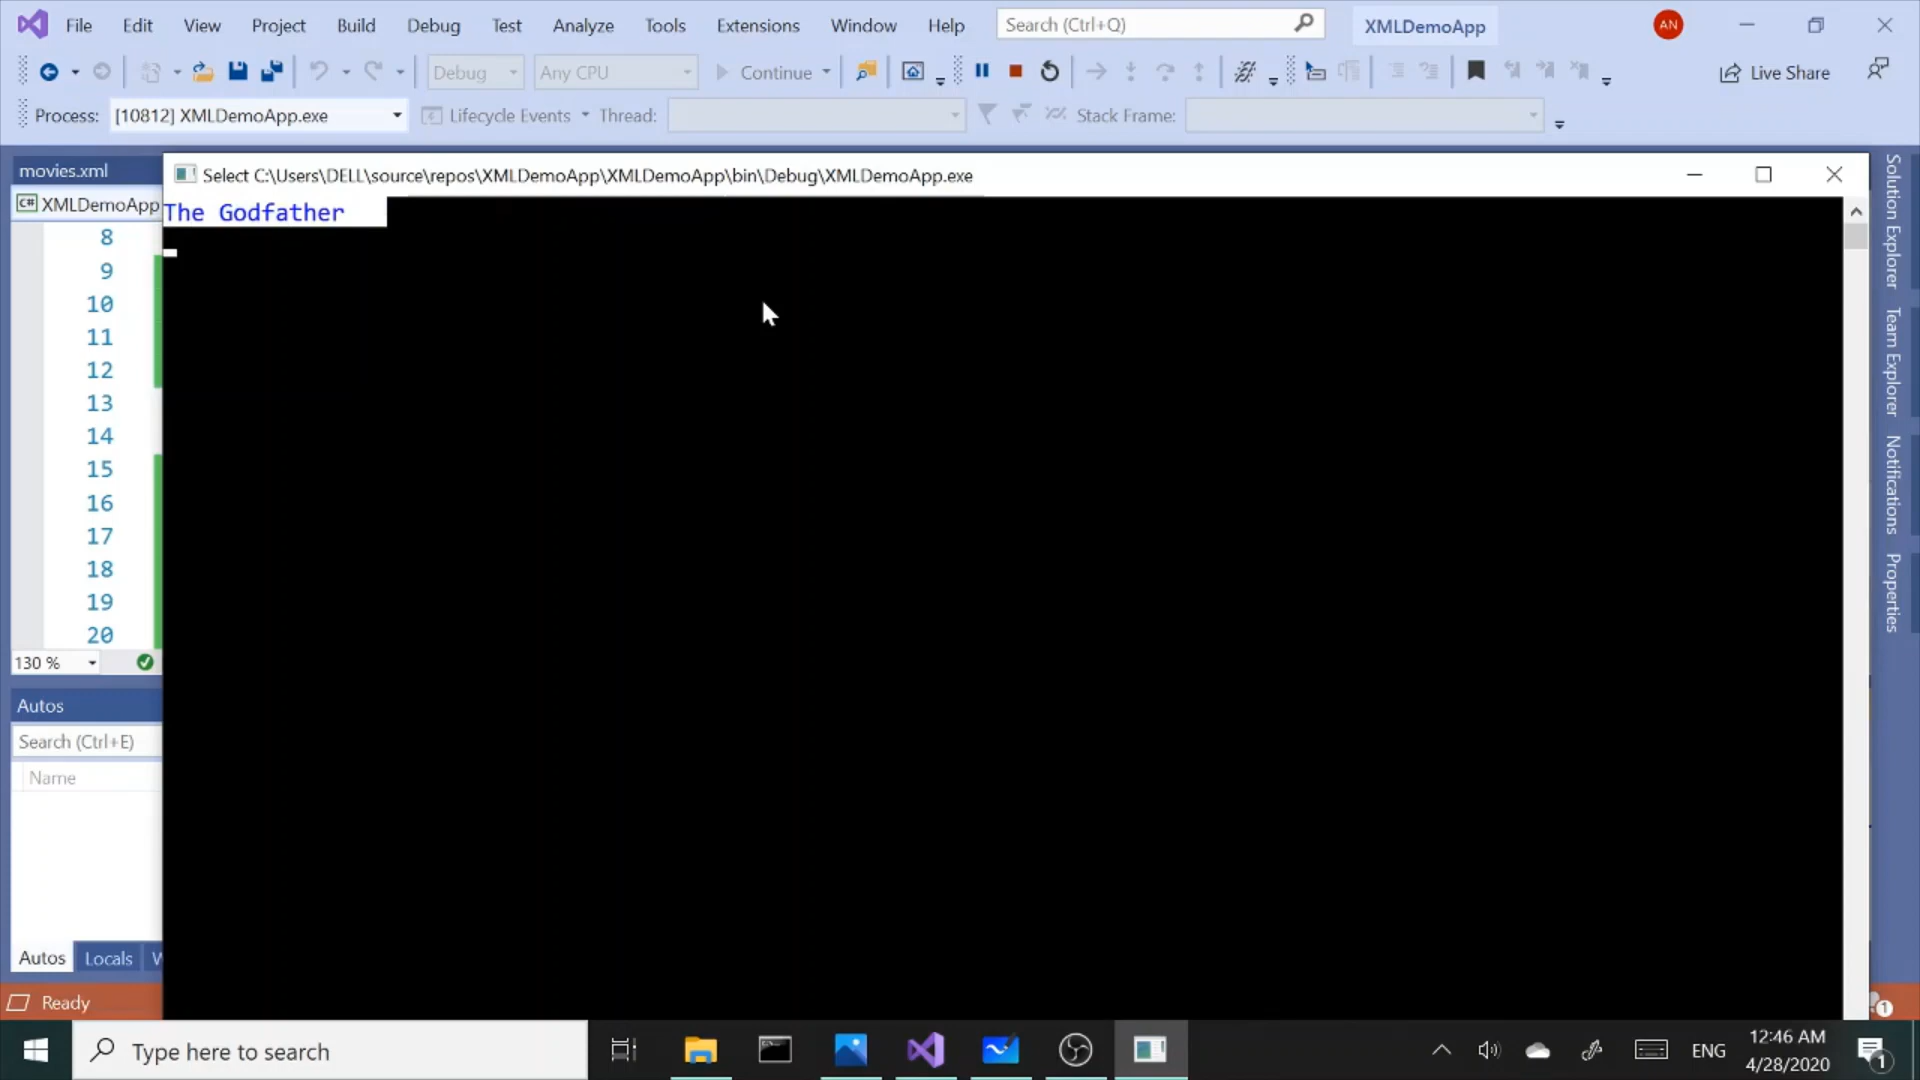 File Edit View Project Build Debug Test Analyze Tools Extensions Window Help Search (Ctrl+Q) XMLDemoApp AN
Debug Any CPU Continue Live Share
Process: [10812] XMLDemoApp.exe Lifecycle Events Thread: Stack Frame:
movies.xml
Select C:\Users\DELL\source\repos\XMLDemoApp\XMLDemoApp\bin\Debug\XMLDemoApp.exe
C# XMLDemoApp
The Godfather
8
9
10
11
12
13
14
15
16
17
18
19
20
130 %
Autos
Search (Ctrl+E)
Name
Autos Locals W
Ready
Solution Explorer
Team Explorer
Notifications
Properties
1
Type here to search
ENG
12:46 AM
4/28/2020
1